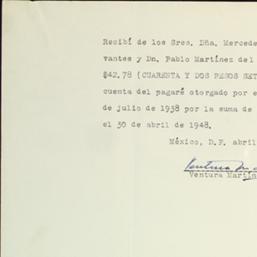 Recibí de los Sres. Dña. Mercede
vantes y Dn. Pablo Martínez del
$42.78 (CUARENTA Y DOS PESOS SET
cuenta del pagaré otorgado por e
de julio de 1938 por la suma de
el 30 de abril de 1948.
México, D. F. abril
Ventura M
Ventura Martín